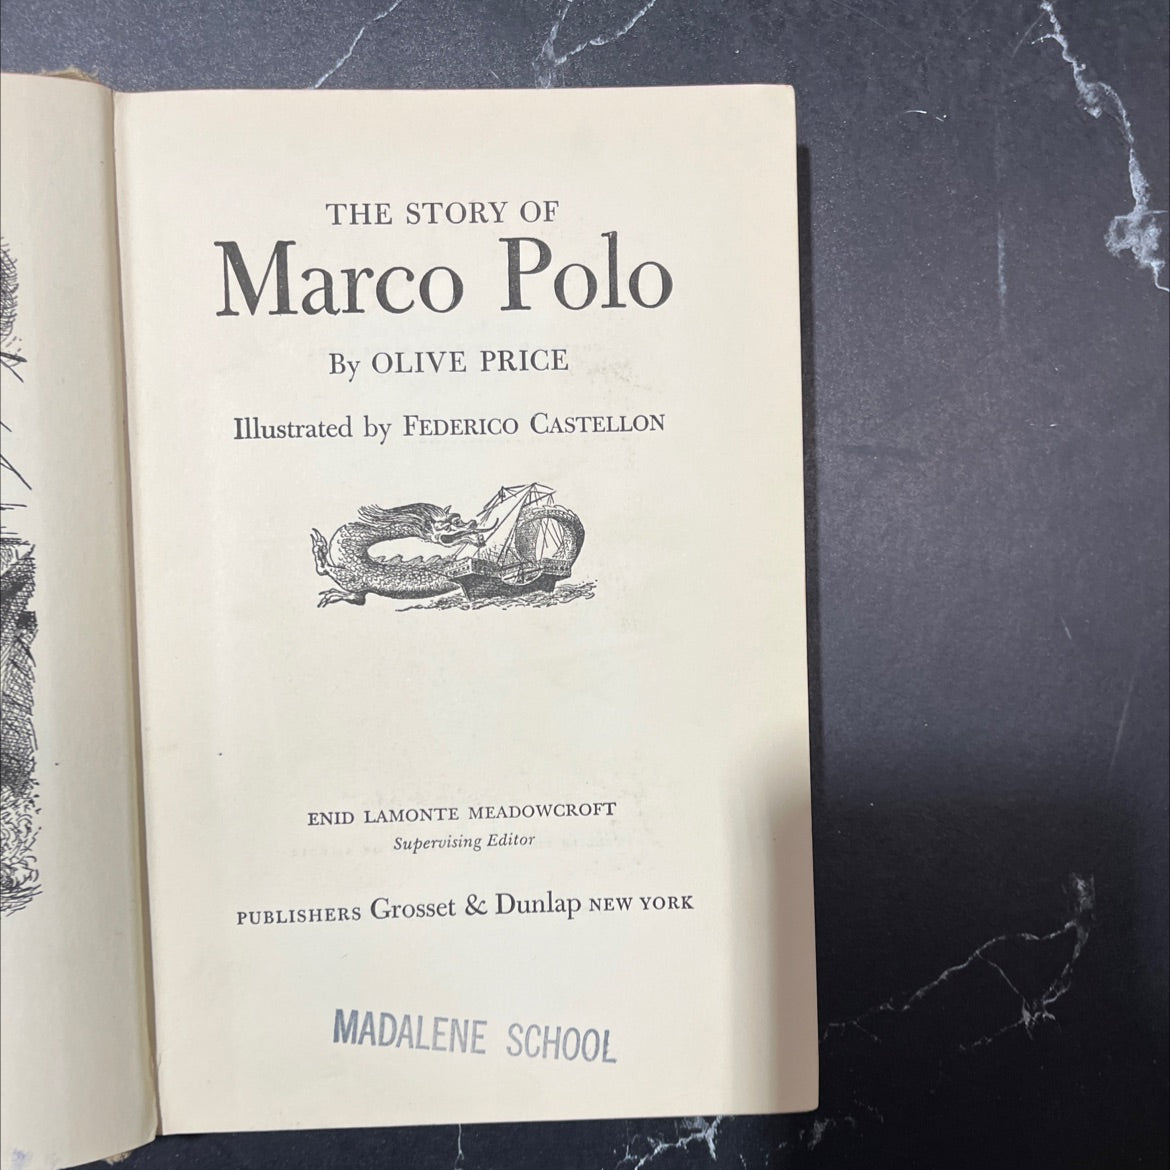 THE STORY OF
Marco Polo
By OLIVE PRICE
Illustrated by FEDERICO CASTELLON
ENID LAMONTE MEADOWCROFT
Supervising Editor
PUBLISHERS Grosset & Dunlap NEW YORK
MADALENE SCHOOL